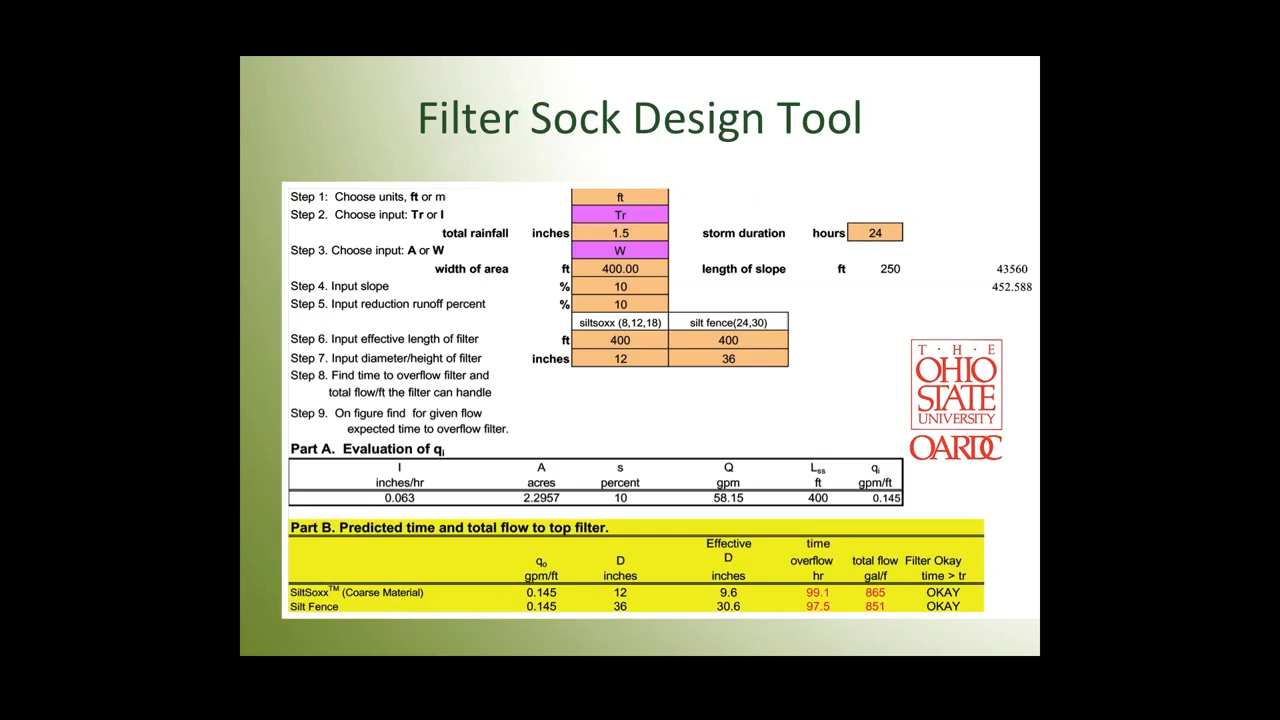 Filter Sock Design Tool
Step 1: Choose units, ft or m ft
Step 2. Choose input: Tr or I Tr
total rainfall inches 1.5 storm duration hours 24
Step 3. Choose input: A or W W
width of area ft 400.00 length of slope ft 250 43560
Step 4. Input slope % 10 452.588
Step 5. Input reduction runoff percent % 10
siltsoxx (8,12,18) silt fence(24,30)
Step 6. Input effective length of filter ft 400 400
Step 7. Input diameter/height of filter inches 12 36
Step 8. Find time to overflow filter and
total flow/ft the filter can handle
Step 9. On figure find for given flow
expected time to overflow filter.
T · H · E
OHIO
STATE
UNIVERSITY
OARDC
Part A. Evaluation of qi
I A s Q Lss qi
inches/hr acres percent gpm ft gpm/ft
0.063 2.2957 10 58.15 400 0.145
Part B. Predicted time and total flow to top filter.
Effective time
qo D D overflow total flow Filter Okay
gpm/ft inches inches hr gal/f time > tr
SiltSoxx™ (Coarse Material) 0.145 12 9.6 99.1 865 OKAY
Silt Fence 0.145 36 30.6 97.5 851 OKAY